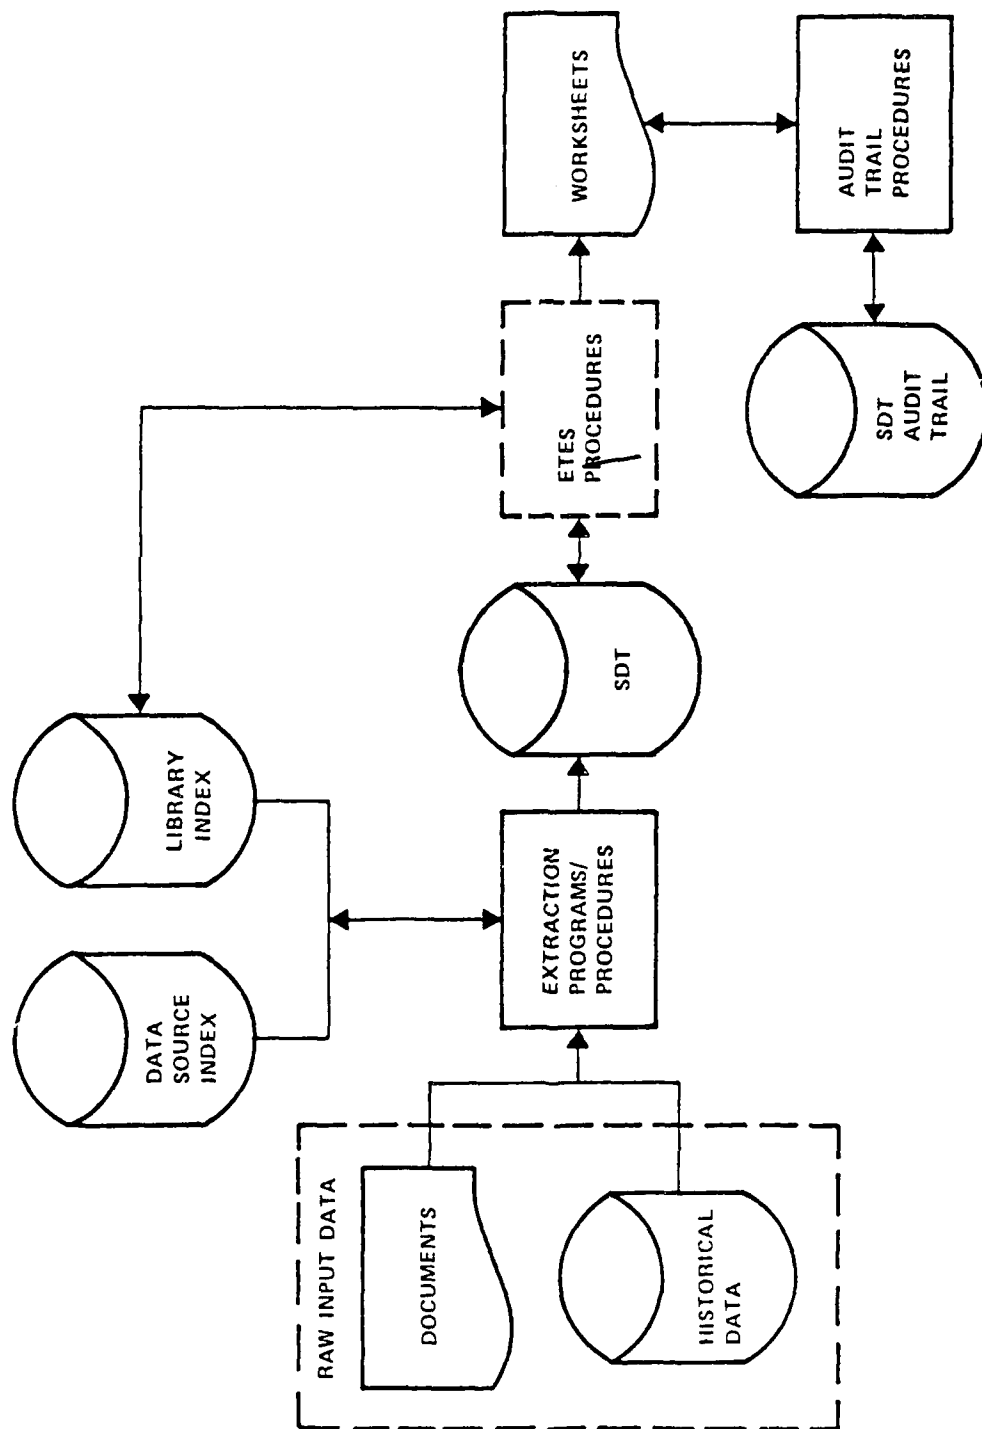 RAW INPUT DATA
DOCUMENTS
HISTORICAL
DATA
DATA
SOURCE
INDEX
LIBRARY
INDEX
EXTRACTION
PROGRAMS/
PROCEDURES
SDT
ETES
PROCEDURES
WORKSHEETS
SDT
AUDIT
TRAIL
AUDIT
TRAIL
PROCEDURES